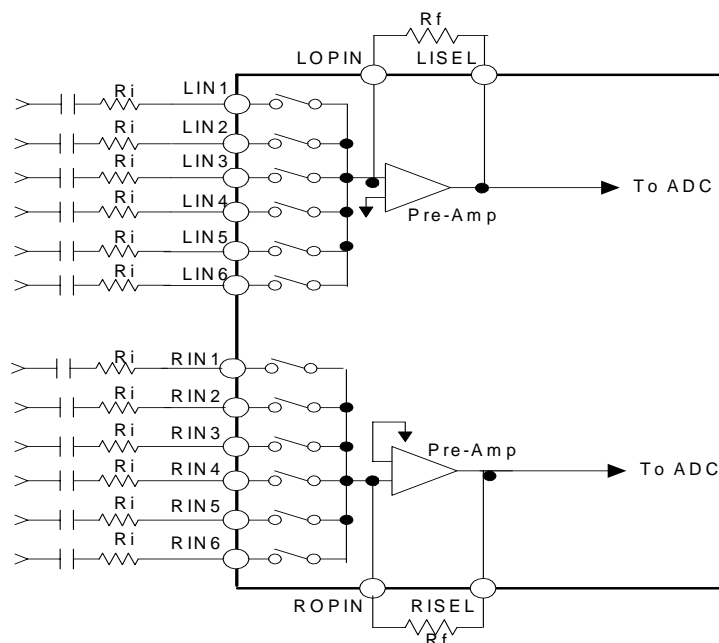 Rf
LOPIN LISEL
Ri LIN1
Ri LIN2
Ri LIN3
To ADC
Ri LIN4
Pre-Amp
Ri LIN5
Ri LIN6
Ri RIN1
Ri RIN2
Ri RIN3
Pre-Amp
Ri RIN4
To ADC
Ri RIN5
Ri RIN6
ROPIN RISEL
Rf